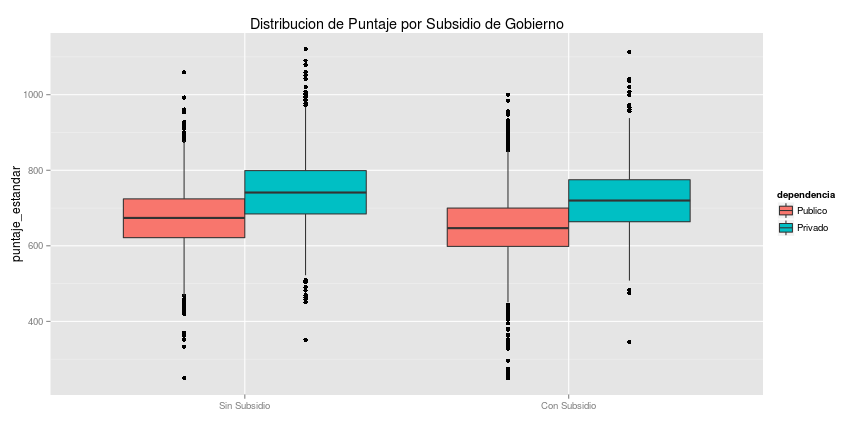 Distribucion de Puntaje por Subsidio de Gobierno
1000
800
600
400
puntaje_estandar
Sin Subsidio
Con Subsidio
dependencia
Publico
Privado